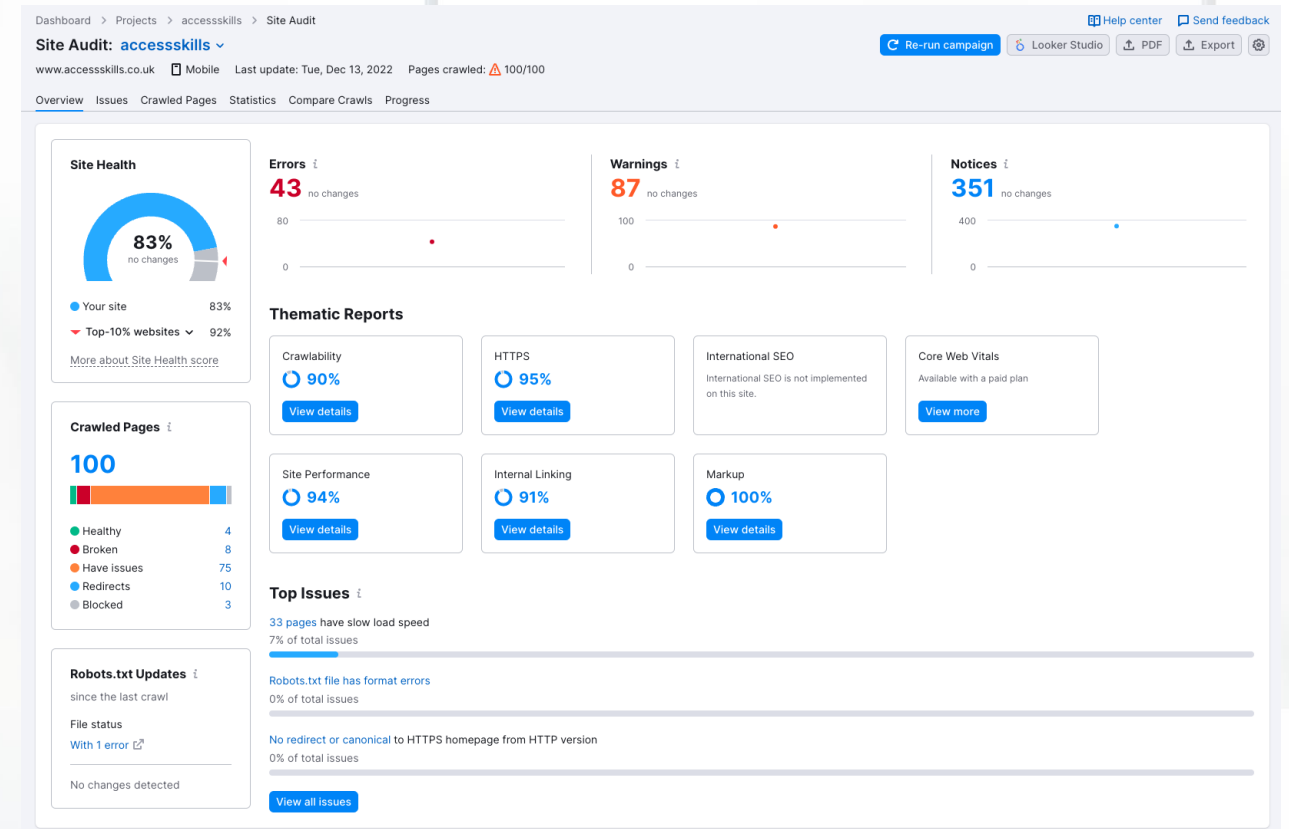 Dashboard > Projects > accessskills > Site Audit
Help center Send feedback
Site Audit: accessskills
Re-run campaign Looker Studio PDF Export
www.accessskills.co.uk Mobile Last update: Tue, Dec 13, 2022 Pages crawled: 100/100
Overview Issues Crawled Pages Statistics Compare Crawls Progress
Site Health
83%
no changes
Your site 83%
Top-10% websites 92%
More about Site Health score
Errors i
43 no changes
80
0
Warnings i
87 no changes
100
0
Notices i
351 no changes
400
0
Thematic Reports
Crawlability
90%
View details
HTTPS
95%
View details
International SEO
International SEO is not implemented
on this site.
Core Web Vitals
Available with a paid plan
View more
Site Performance
94%
View details
Internal Linking
91%
View details
Markup
100%
View details
Crawled Pages i
100
Healthy 4
Broken 8
Have issues 75
Redirects 10
Blocked 3
Robots.txt Updates i
since the last crawl
File status
With 1 error
No changes detected
Top Issues i
33 pages have slow load speed
7% of total issues
Robots.txt file has format errors
0% of total issues
No redirect or canonical to HTTPS homepage from HTTP version
0% of total issues
View all issues